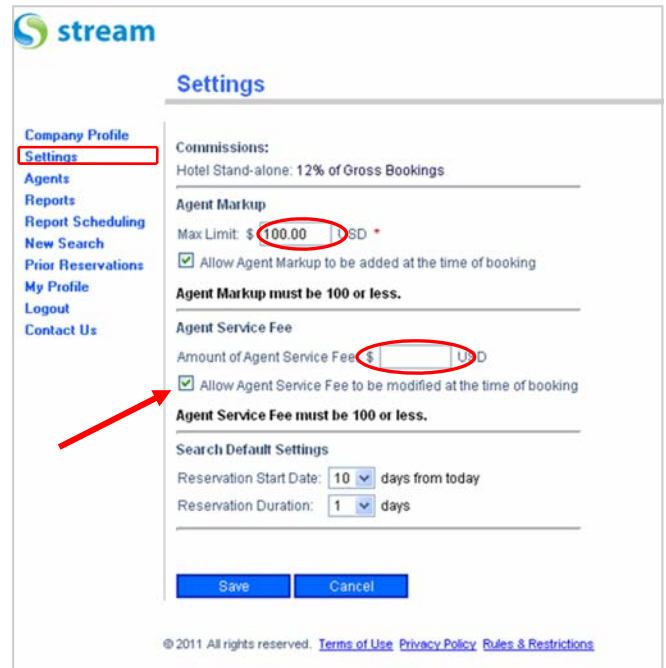 stream
Settings
Company Profile
Settings
Agents
Reports
Report Scheduling
New Search
Prior Reservations
My Profile
Logout
Contact Us
Commissions:
Hotel Stand-alone: 12% of Gross Bookings
Agent Markup
Max Limit: $ 100.00 USD *
Allow Agent Markup to be added at the time of booking
Agent Markup must be 100 or less.
Agent Service Fee
Amount of Agent Service Fee: $ USD
Allow Agent Service Fee to be modified at the time of booking
Agent Service Fee must be 100 or less.
Search Default Settings
Reservation Start Date: 10 days from today
Reservation Duration: 1 days
Save Cancel
© 2011 All rights reserved. Terms of Use Privacy Policy Rules & Restrictions